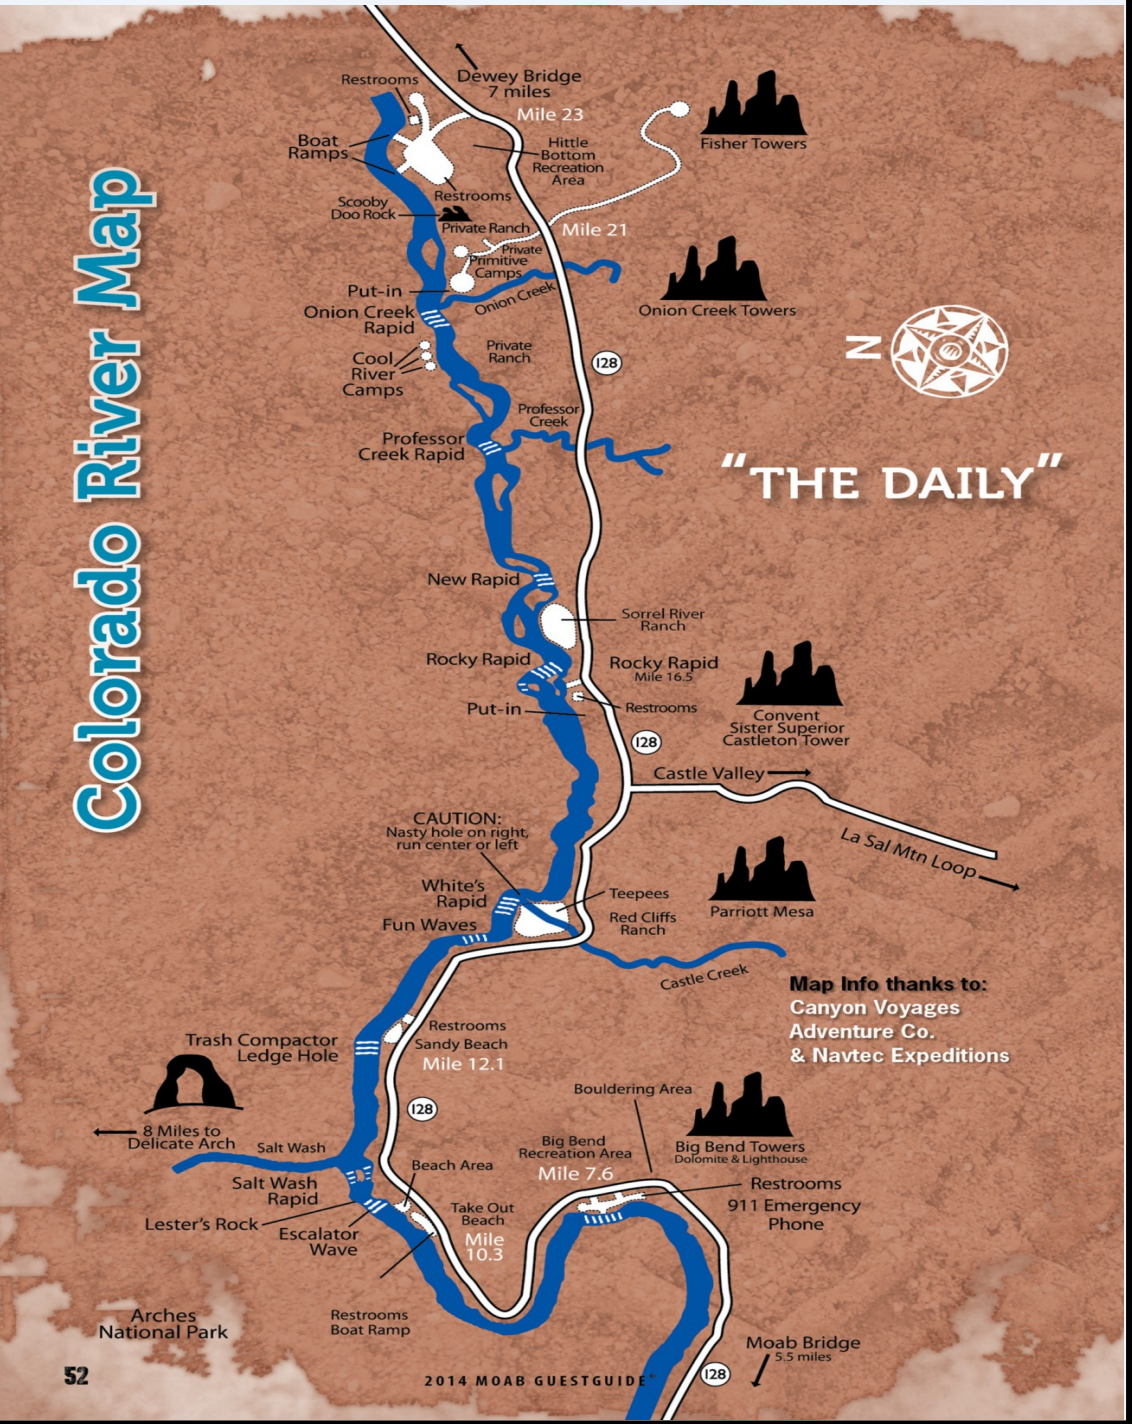 Colorado River Map
Dewey Bridge
7 miles
Restrooms
Mile 23
Fisher Towers
Boat
Ramps
Hittle
Bottom
Recreation
Area
Restrooms
Scooby
Doo Rock
Private Ranch
Mile 21
Private
Primitive
Camps
Put-in
Onion Creek
Onion Creek Towers
Onion Creek
Rapid
Private
Ranch
Cool
River
Camps
128
N
Professor
Creek
Professor
Creek Rapid
“THE DAILY”
New Rapid
Sorrel River
Ranch
Rocky Rapid
Rocky Rapid
Mile 16.5
Put-in
Restrooms
Convent
Sister Superior
Castleton Tower
128
Castle Valley
La Sal Mtn Loop
CAUTION:
Nasty hole on right,
run center or left
White's
Rapid
Teepees
Parriott Mesa
Fun Waves
Red Cliffs
Ranch
Castle Creek
Map Info thanks to:
Canyon Voyages
Adventure Co.
& Navtec Expeditions
Restrooms
Sandy Beach
Mile 12.1
Trash Compactor
Ledge Hole
128
Bouldering Area
8 Miles to
Delicate Arch
Salt Wash
Big Bend
Recreation Area
Mile 7.6
Big Bend Towers
Dolomite & Lighthouse
Beach Area
Salt Wash
Rapid
Restrooms
911 Emergency
Phone
Lester's Rock
Take Out
Beach
Mile
10.3
Escalator
Wave
Restrooms
Boat Ramp
Arches
National Park
Moab Bridge
5.5 miles
128
52
2014 MOAB GUESTGUIDE